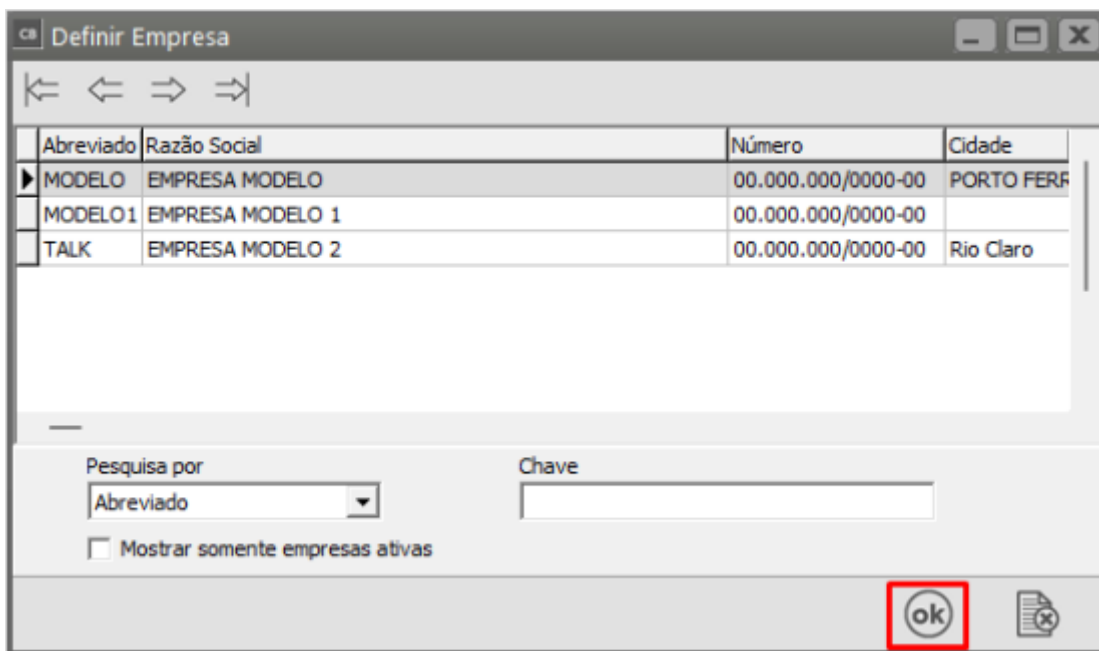 CB Definir Empresa
Abreviado Razão Social Número Cidade
MODELO EMPRESA MODELO 00.000.000/0000-00 PORTO FERR
MODELO1 EMPRESA MODELO 1 00.000.000/0000-00
TALK EMPRESA MODELO 2 00.000.000/0000-00 Rio Claro
Pesquisa por Chave
Abreviado
Mostrar somente empresas ativas
ok